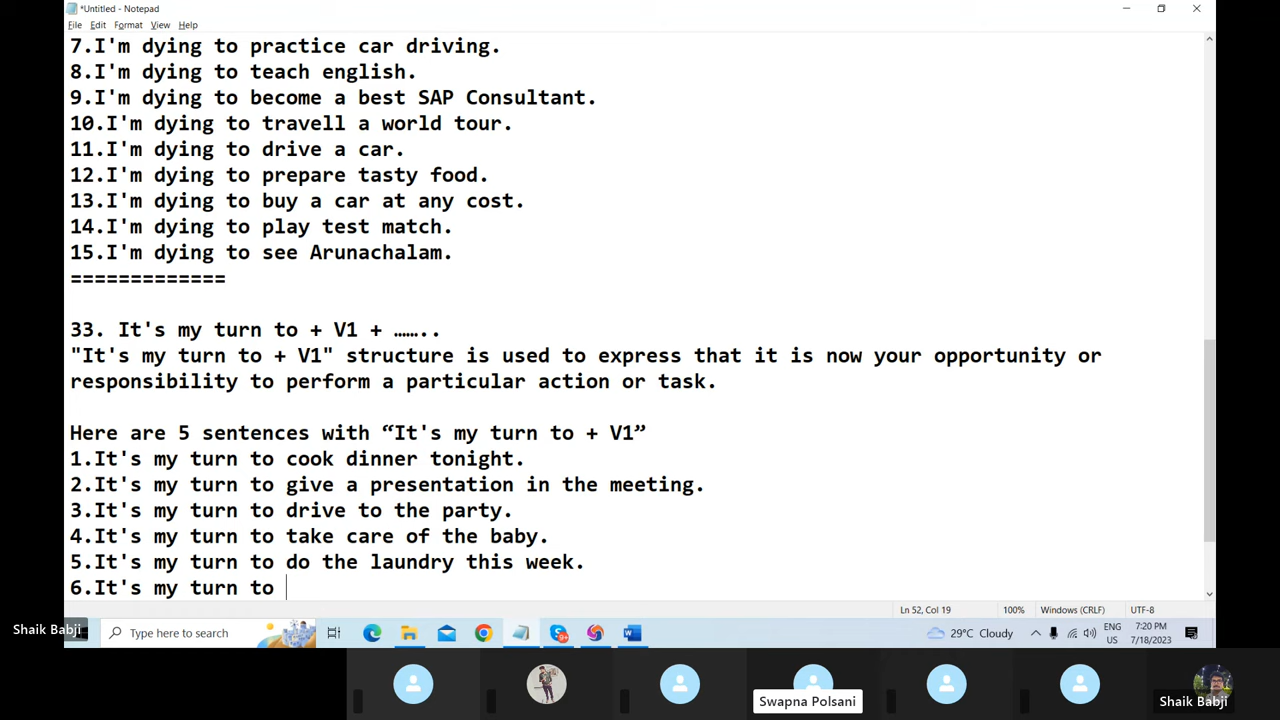 *Untitled - Notepad
File Edit Format View Help
7.I'm dying to practice car driving.
8.I'm dying to teach english.
9.I'm dying to become a best SAP Consultant.
10.I'm dying to travell a world tour.
11.I'm dying to drive a car.
12.I'm dying to prepare tasty food.
13.I'm dying to buy a car at any cost.
14.I'm dying to play test match.
15.I'm dying to see Arunachalam.
=============
33. It's my turn to + V1 + ……..
"It's my turn to + V1" structure is used to express that it is now your opportunity or
responsibility to perform a particular action or task.
Here are 5 sentences with “It's my turn to + V1”
1.It's my turn to cook dinner tonight.
2.It's my turn to give a presentation in the meeting.
3.It's my turn to drive to the party.
4.It's my turn to take care of the baby.
5.It's my turn to do the laundry this week.
6.It's my turn to
Ln 52, Col 19 100% Windows (CRLF) UTF-8
Shaik Babji
Type here to search
9+
29°C Cloudy
ENG
US
7:20 PM
7/18/2023
Swapna Polsani
Shaik Babji